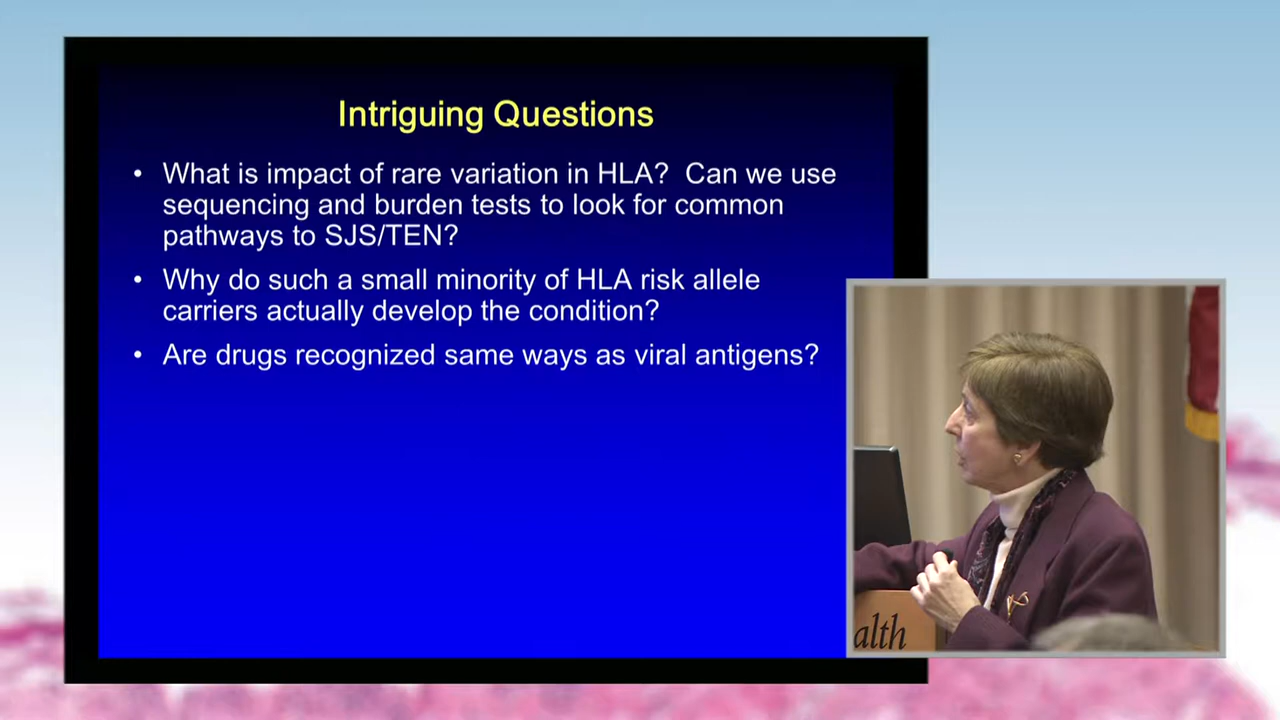 Intriguing Questions
• What is impact of rare variation in HLA? Can we use
sequencing and burden tests to look for common
pathways to SJS/TEN?
• Why do such a small minority of HLA risk allele
carriers actually develop the condition?
• Are drugs recognized same ways as viral antigens?
alth